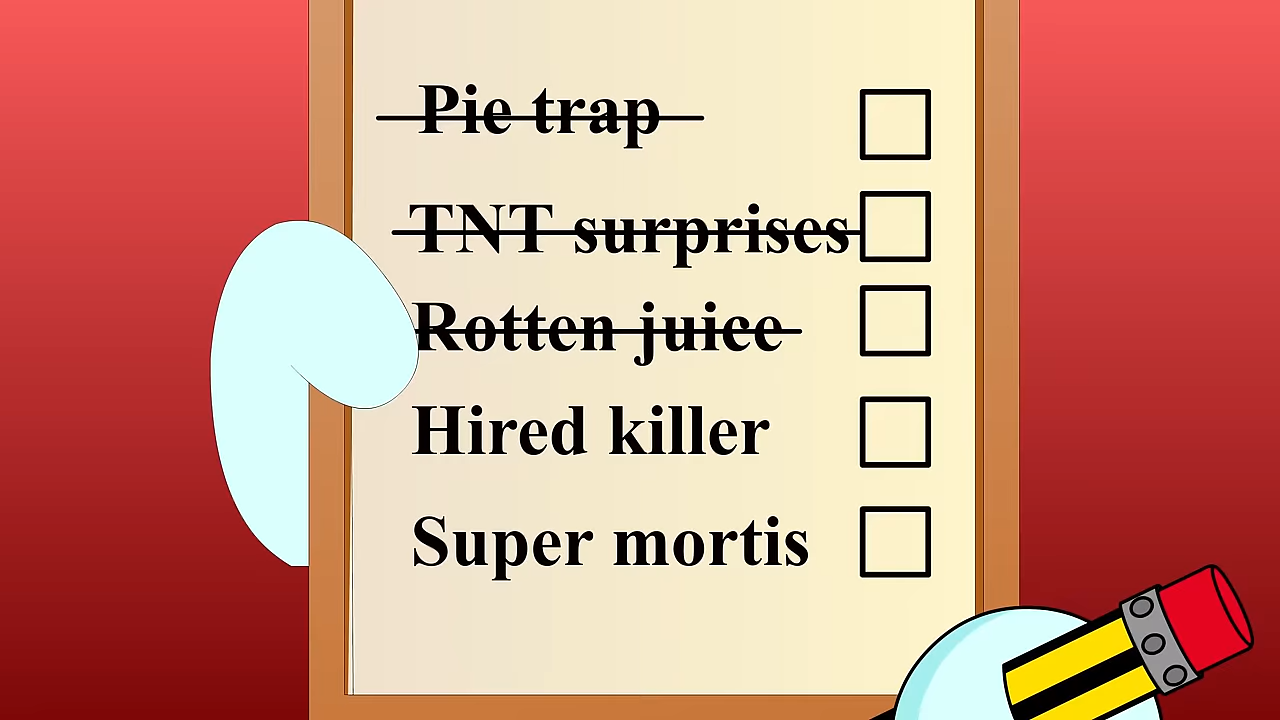 Pie trap
TNT surprises
Rotten juice
Hired killer
Super mortis